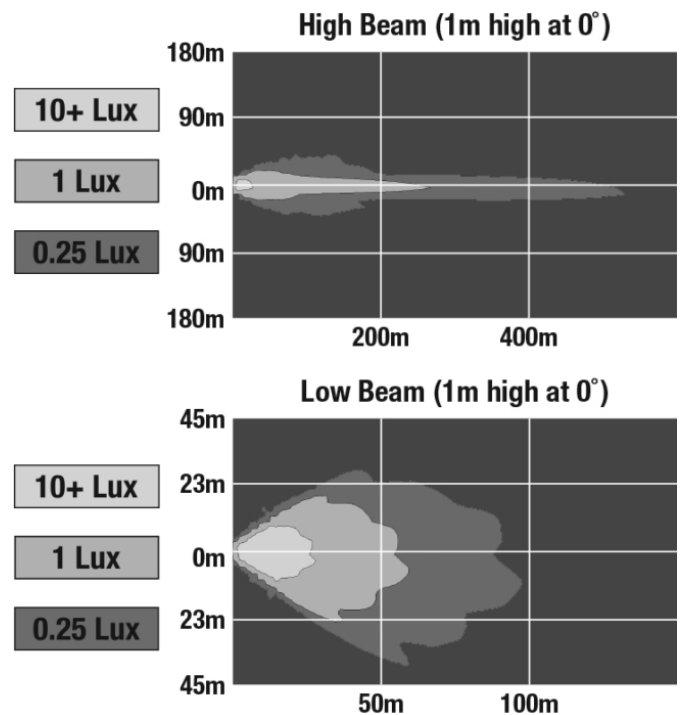 High Beam (1m high at 0°)
180m
10+ Lux
90m
1 Lux
0m
0.25 Lux
90m
180m
200m 400m
Low Beam (1m high at 0°)
45m
10+ Lux
23m
1 Lux
0m
0.25 Lux
23m
45m
50m 100m